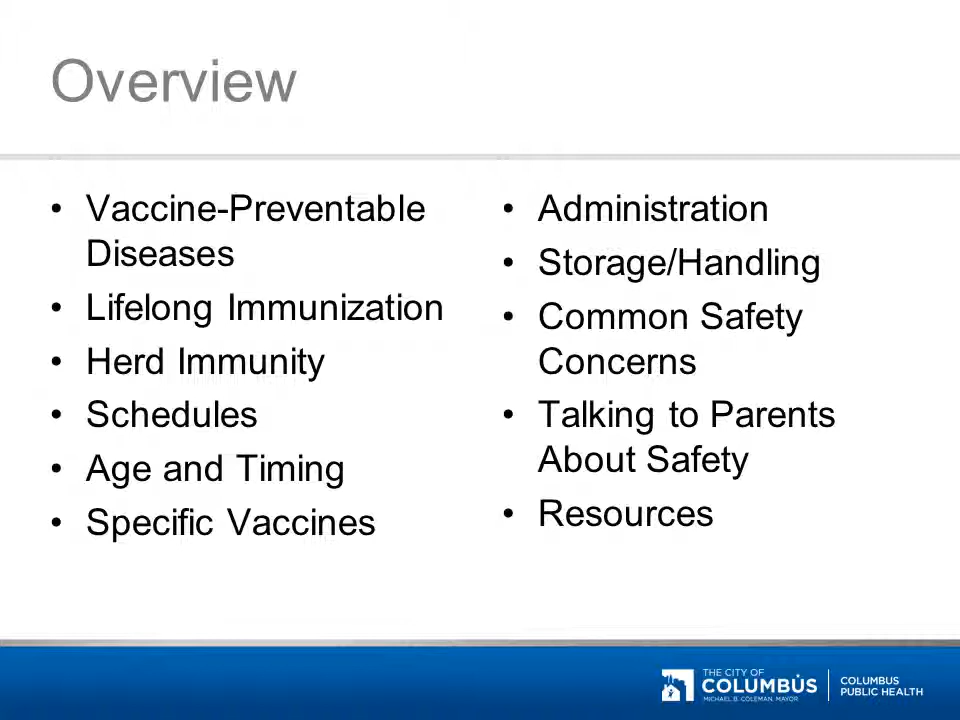 Overview
• Vaccine-Preventable
Diseases
• Lifelong Immunization
• Herd Immunity
• Schedules
• Age and Timing
• Specific Vaccines
• Administration
• Storage/Handling
• Common Safety
Concerns
• Talking to Parents
About Safety
• Resources
THE CITY OF
COLUMBUS
MICHAEL B. COLEMAN, MAYOR
COLUMBUS
PUBLIC HEALTH